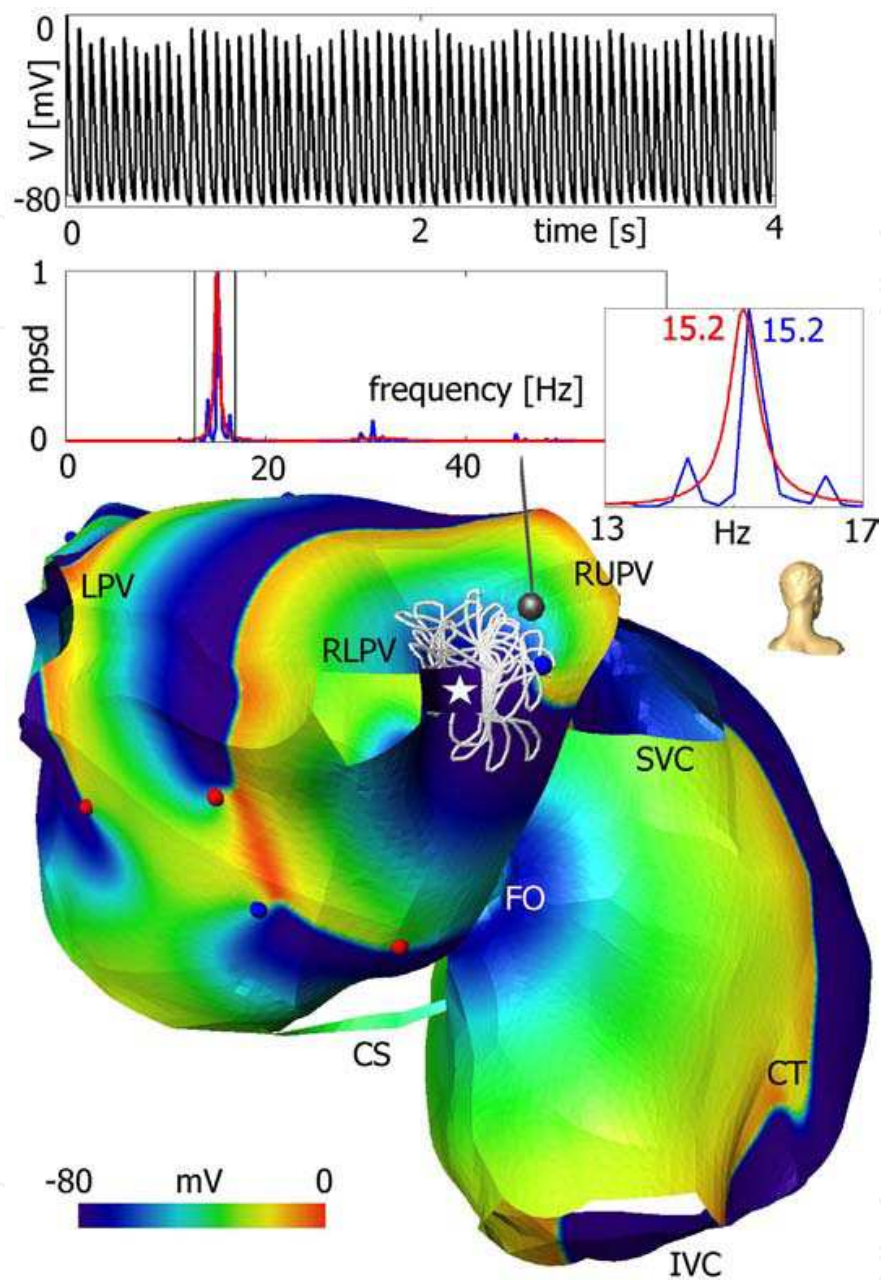 0
V [mV]
-80
0 2 time [s] 4
1
npsd
0
frequency [Hz]
0 20 40
15.2 15.2
13 Hz 17
LPV
RUPV
RLPV
SVC
FO
CS
CT
-80 mV 0
IVC